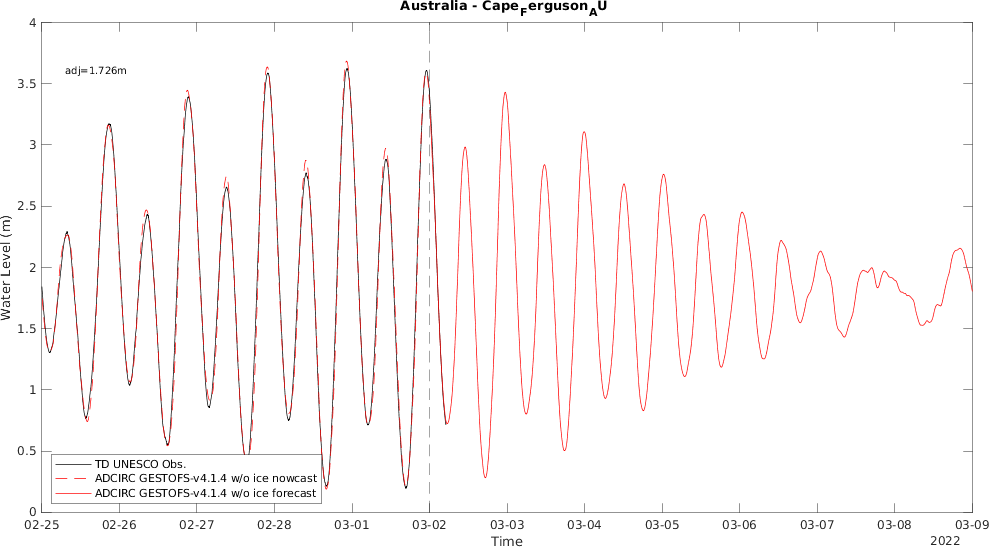 Australia - Cape_Ferguson_AU
4
adj=1.726m
3.5
3
2.5
2
1.5
1
0.5
0
Water Level (m)
TD UNESCO Obs.
ADCIRC GESTOFS-v4.1.4 w/o ice nowcast
ADCIRC GESTOFS-v4.1.4 w/o ice forecast
02-25 02-26 02-27 02-28 03-01 03-02 03-03 03-04 03-05 03-06 03-07 03-08 03-09
Time
2022